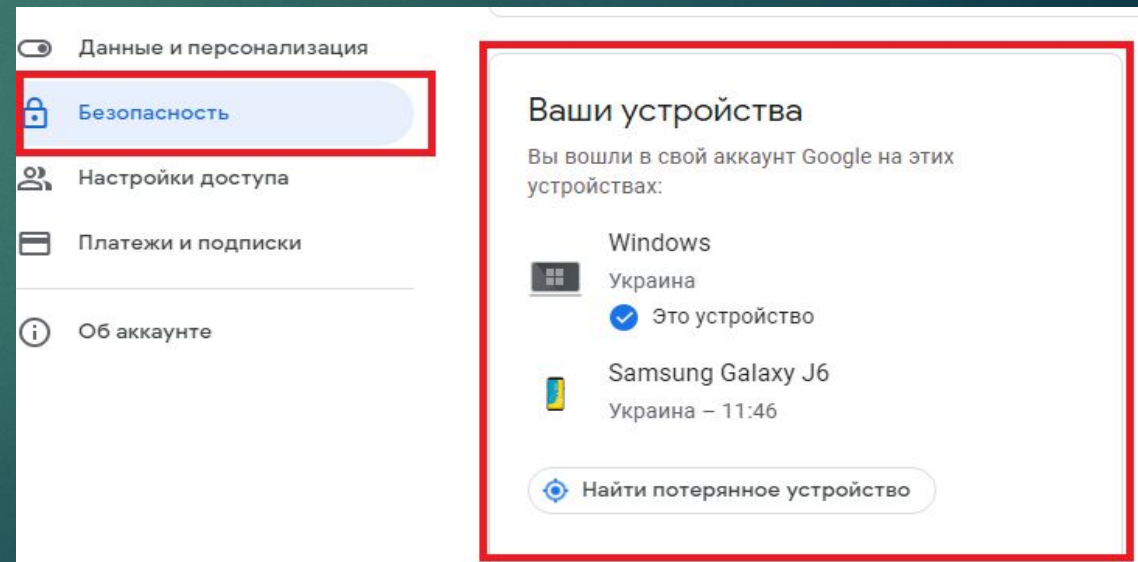 Данные и персонализация
Безопасность
Настройки доступа
Платежи и подписки
Об аккаунте
Ваши устройства
Вы вошли в свой аккаунт Google на этих
устройствах:
Windows
Украина
Это устройство
Samsung Galaxy J6
Украина – 11:46
Найти потерянное устройство